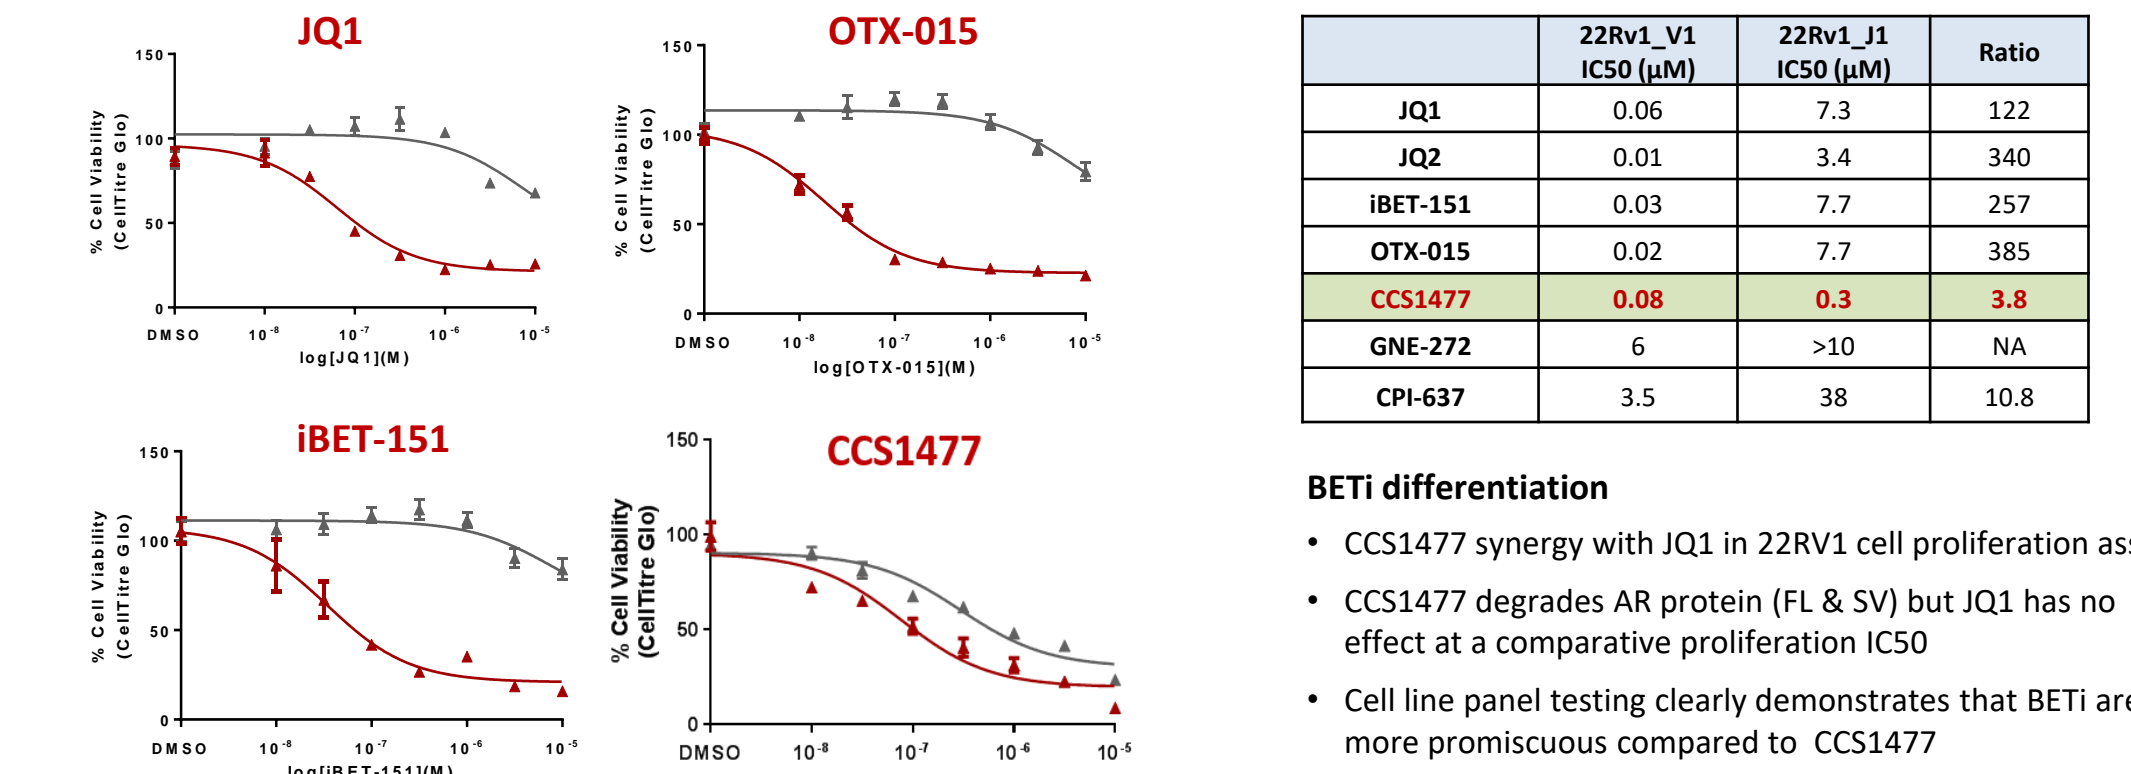 JQ1
150
100
50
0
% Cell Viability
(CellTitre Glo)
DMSO 10-8 10-7 10-6 10-5
log[JQ1](M)
OTX-015
150
100
50
0
% Cell Viability
(CellTitre Glo)
DMSO 10-8 10-7 10-6 10-5
log[OTX-015](M)
iBET-151
150
100
50
0
% Cell Viability
(CellTitre Glo)
DMSO 10-8 10-7 10-6 10-5
log[iBET-151](M)
CCS1477
150
100
50
0
% Cell Viability
(CellTitre Glo)
DMSO 10-8 10-7 10-6 10-5
22Rv1_V1 IC50 (µM) 22Rv1_J1 IC50 (µM) Ratio
JQ1 0.06 7.3 122
JQ2 0.01 3.4 340
iBET-151 0.03 7.7 257
OTX-015 0.02 7.7 385
CCS1477 0.08 0.3 3.8
GNE-272 6 >10 NA
CPI-637 3.5 38 10.8
BETi differentiation
• CCS1477 synergy with JQ1 in 22RV1 cell proliferation
• CCS1477 degrades AR protein (FL & SV) but JQ1 has no
effect at a comparative proliferation IC50
• Cell line panel testing clearly demonstrates that BETi are
more promiscuous compared to CCS1477